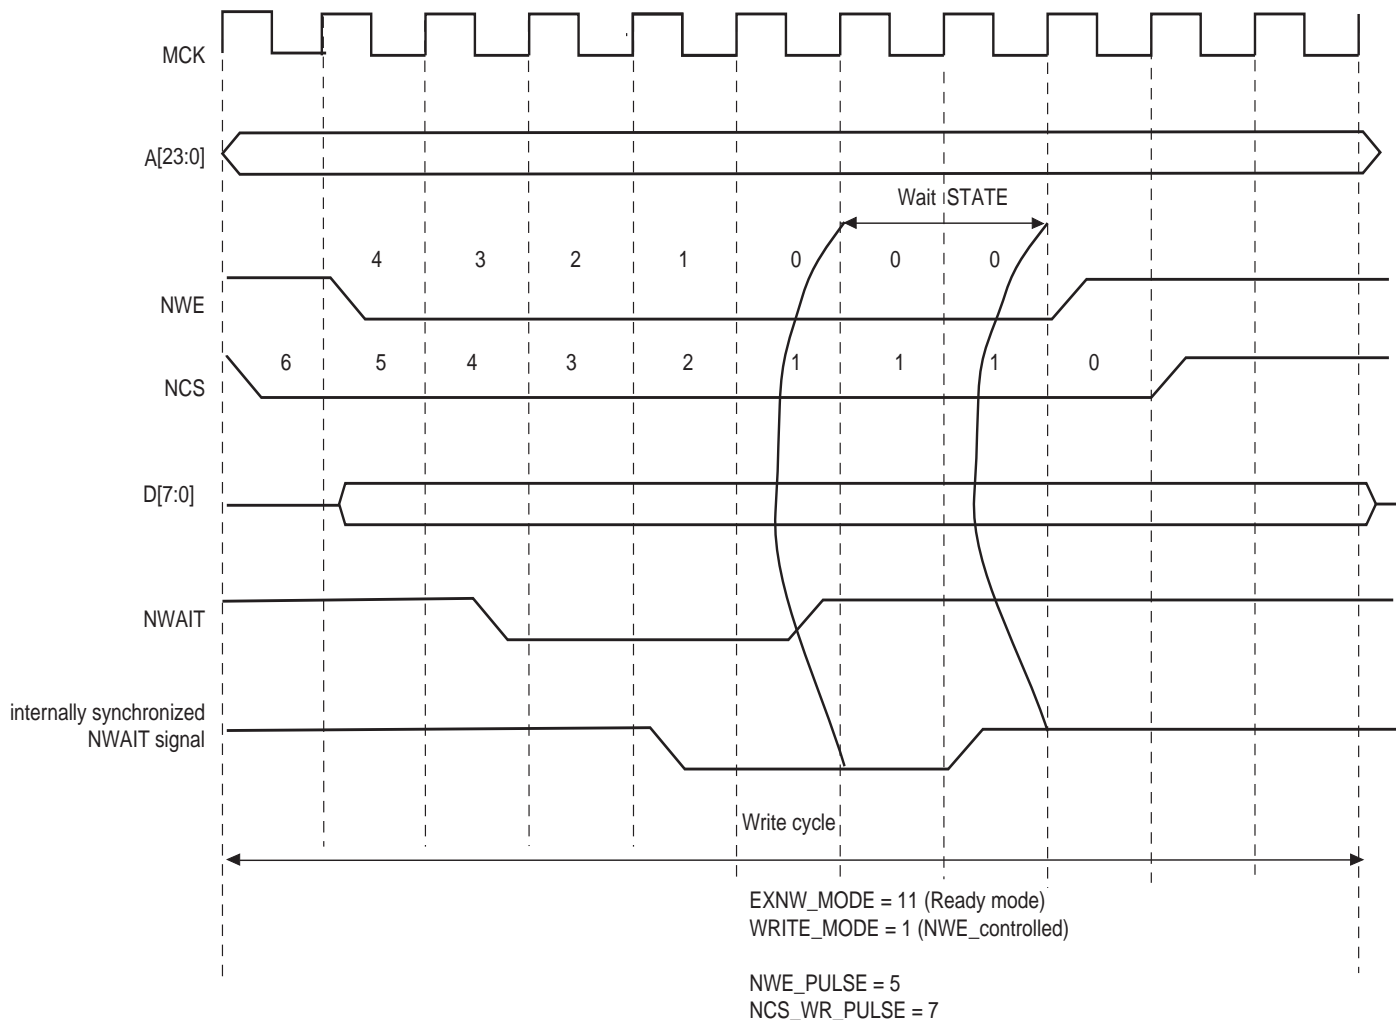 MCK
A[23:0]
Wait STATE
4 3 2 1 0 0 0
NWE
6 5 4 3 2 1 1 1 0
NCS
D[7:0]
NWAIT
internally synchronized
NWAIT signal
Write cycle
EXNW_MODE = 11 (Ready mode)
WRITE_MODE = 1 (NWE_controlled)
NWE_PULSE = 5
NCS_WR_PULSE = 7